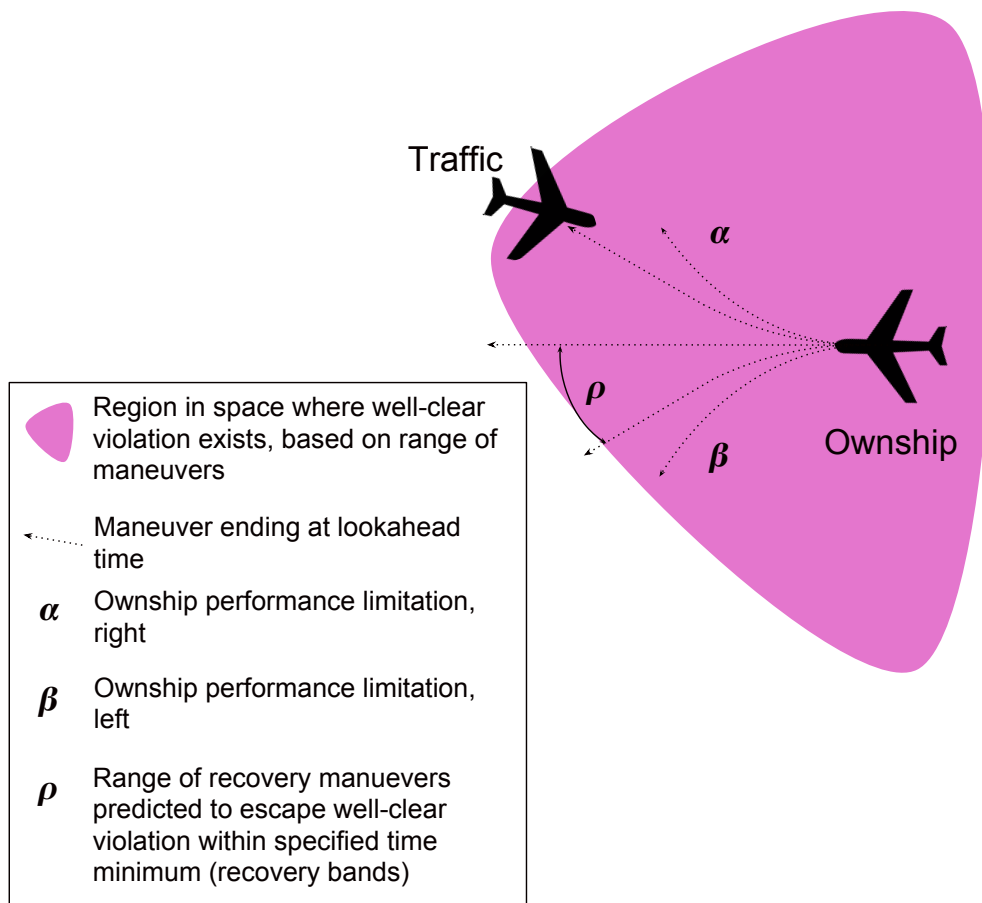 Traffic
α
ρ
β
Ownship
Region in space where well-clear
violation exists, based on range of
maneuvers
Maneuver ending at lookahead
time
α Ownship performance limitation,
right
β Ownship performance limitation,
left
ρ Range of recovery manuevers
predicted to escape well-clear
violation within specified time
minimum (recovery bands)